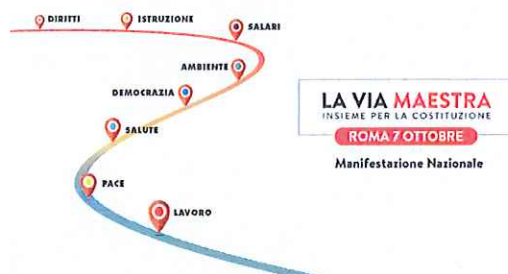 DIRITTI
ISTRUZIONE
SALARI
AMBIENTE
DEMOCRAZIA
SALUTE
PACE
LAVORO
LA VIA MAESTRA
INSIEME PER LA COSTITUZIONE
ROMA 7 OTTOBRE
Manifestazione Nazionale